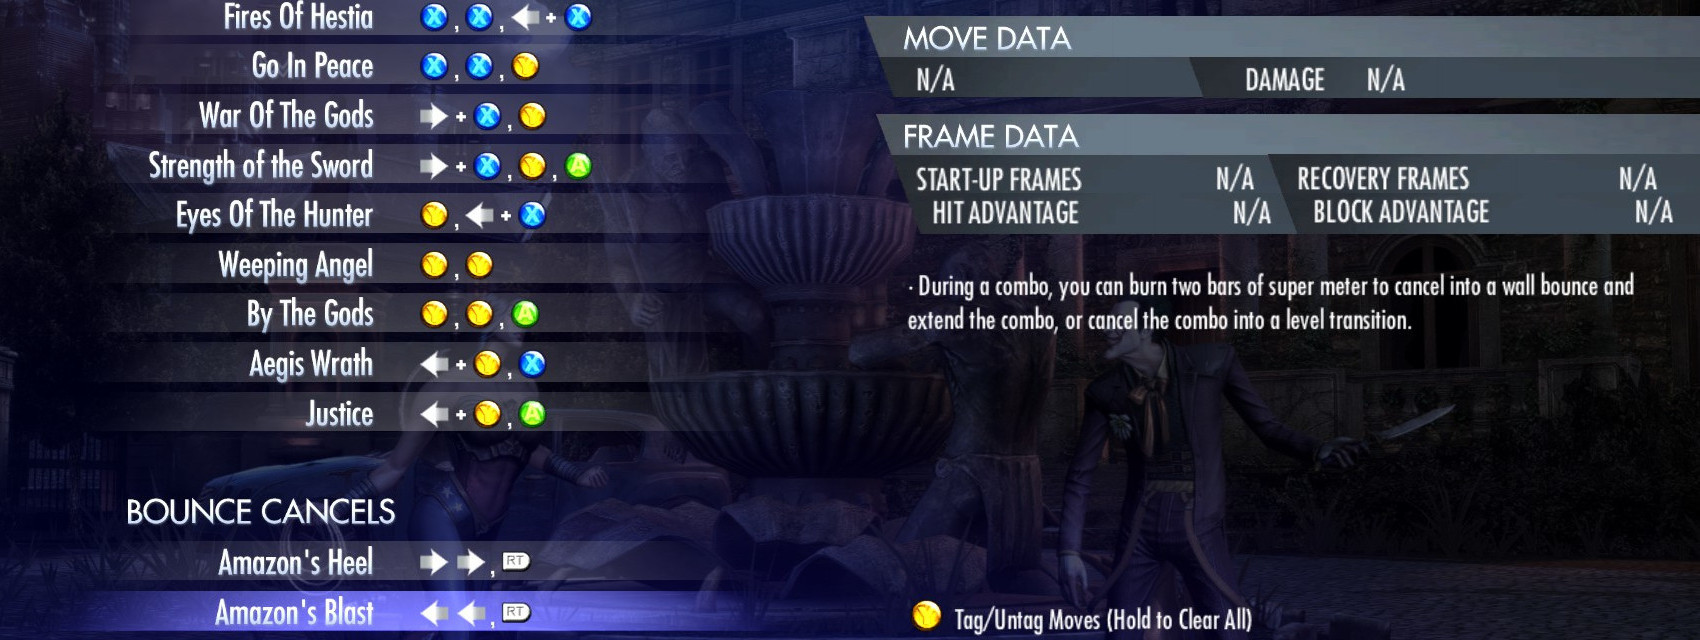 Fires Of Hestia X , X , + X
Go In Peace X , X , Y
War Of The Gods + X , Y
Strength of the Sword + X , Y , A
Eyes Of The Hunter Y , + X
Weeping Angel Y , Y
By The Gods Y , Y , A
Aegis Wrath + Y , X
Justice + Y , A
BOUNCE CANCELS
Amazon's Heel , RT
Amazon's Blast , RT
MOVE DATA
N/A DAMAGE N/A
FRAME DATA
START-UP FRAMES N/A RECOVERY FRAMES N/A
HIT ADVANTAGE N/A BLOCK ADVANTAGE N/A
· During a combo, you can burn two bars of super meter to cancel into a wall bounce and
extend the combo, or cancel the combo into a level transition.
Y Tag/Untag Moves (Hold to Clear All)